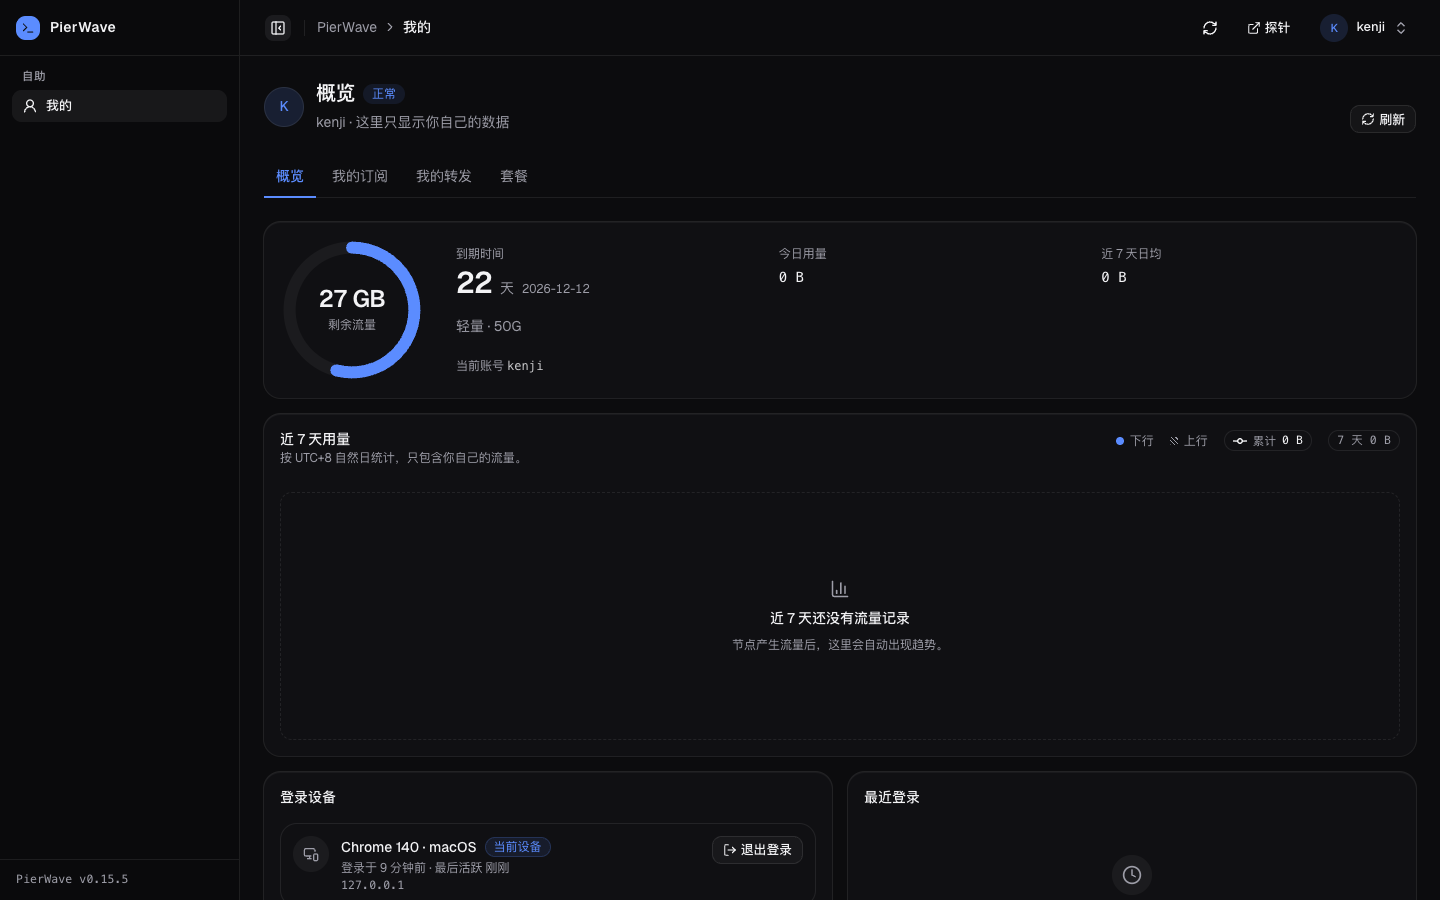 PierWave
PierWave > 我的
探针
K
kenji
自助
我的
K
概览 正常
kenji · 这里只显示你自己的数据
刷新
概览 我的订阅 我的转发 套餐
27 GB
剩余流量
到期时间
22 天 2026-12-12
轻量 · 50G
当前账号 kenji
今日用量
0 B
近 7 天日均
0 B
近 7 天用量
按 UTC+8 自然日统计，只包含你自己的流量。
下行 上行 累计 0 B 7 天 0 B
近 7 天还没有流量记录
节点产生流量后，这里会自动出现趋势。
登录设备
Chrome 140 · macOS 当前设备
登录于 9 分钟前 · 最后活跃 刚刚
127.0.0.1
退出登录
最近登录
PierWave v0.15.5